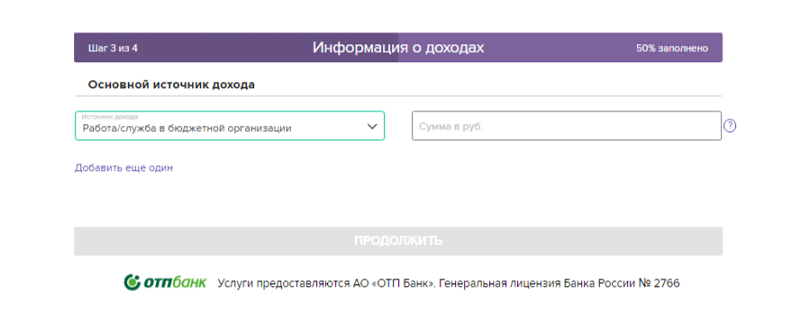 Шаг 3 из 4 Информация о доходах 50% заполнено
Основной источник дохода
Источник дохода
Работа/служба в бюджетной организации
Сумма в руб.
?
Добавить еще один
ПРОДОЛЖИТЬ
отпбанк Услуги предоставляются АО «ОТП Банк». Генеральная лицензия Банка России № 2766